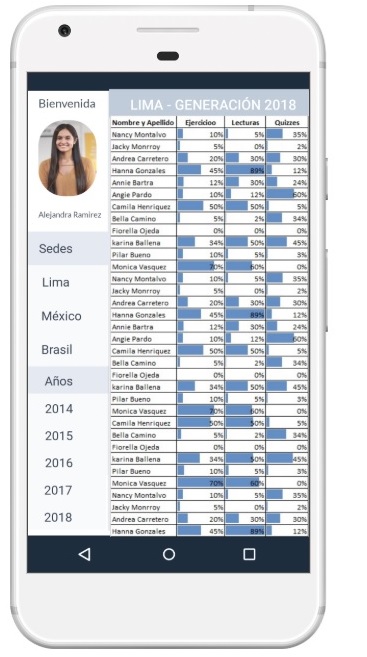 Bienvenida
Alejandra Ramirez
Sedes
Lima
México
Brasil
Años
2014
2015
2016
2017
2018
LIMA - GENERACIÓN 2018
Nombre y Apellido Ejercicioo Lecturas Quizzes
Nancy Montalvo 10% 5% 35%
Jacky Monrroy 5% 0% 2%
Andrea Carretero 20% 30% 30%
Hanna Gonzales 45% 89% 12%
Annie Bartra 12% 30% 24%
Angie Pardo 10% 12% 60%
Camila Henriquez 50% 50% 5%
Bella Camino 5% 2% 34%
Fiorella Ojeda 0% 0% 0%
karina Ballena 34% 50% 45%
Pilar Bueno 10% 5% 3%
Monica Vasquez 70% 60% 0%
Nancy Montalvo 10% 5% 35%
Jacky Monrroy 5% 0% 2%
Andrea Carretero 20% 30% 30%
Hanna Gonzales 45% 89% 12%
Annie Bartra 12% 30% 24%
Angie Pardo 10% 12% 60%
Camila Henriquez 50% 50% 5%
Bella Camino 5% 2% 34%
Fiorella Ojeda 0% 0% 0%
karina Ballena 34% 50% 45%
Pilar Bueno 10% 5% 3%
Monica Vasquez 70% 60% 0%
Camila Henriquez 50% 50% 5%
Bella Camino 5% 2% 34%
Fiorella Ojeda 0% 0% 0%
karina Ballena 34% 50% 45%
Pilar Bueno 10% 5% 3%
Monica Vasquez 70% 60% 0%
Nancy Montalvo 10% 5% 35%
Jacky Monrroy 5% 0% 2%
Andrea Carretero 20% 30% 30%
Hanna Gonzales 45% 89% 12%